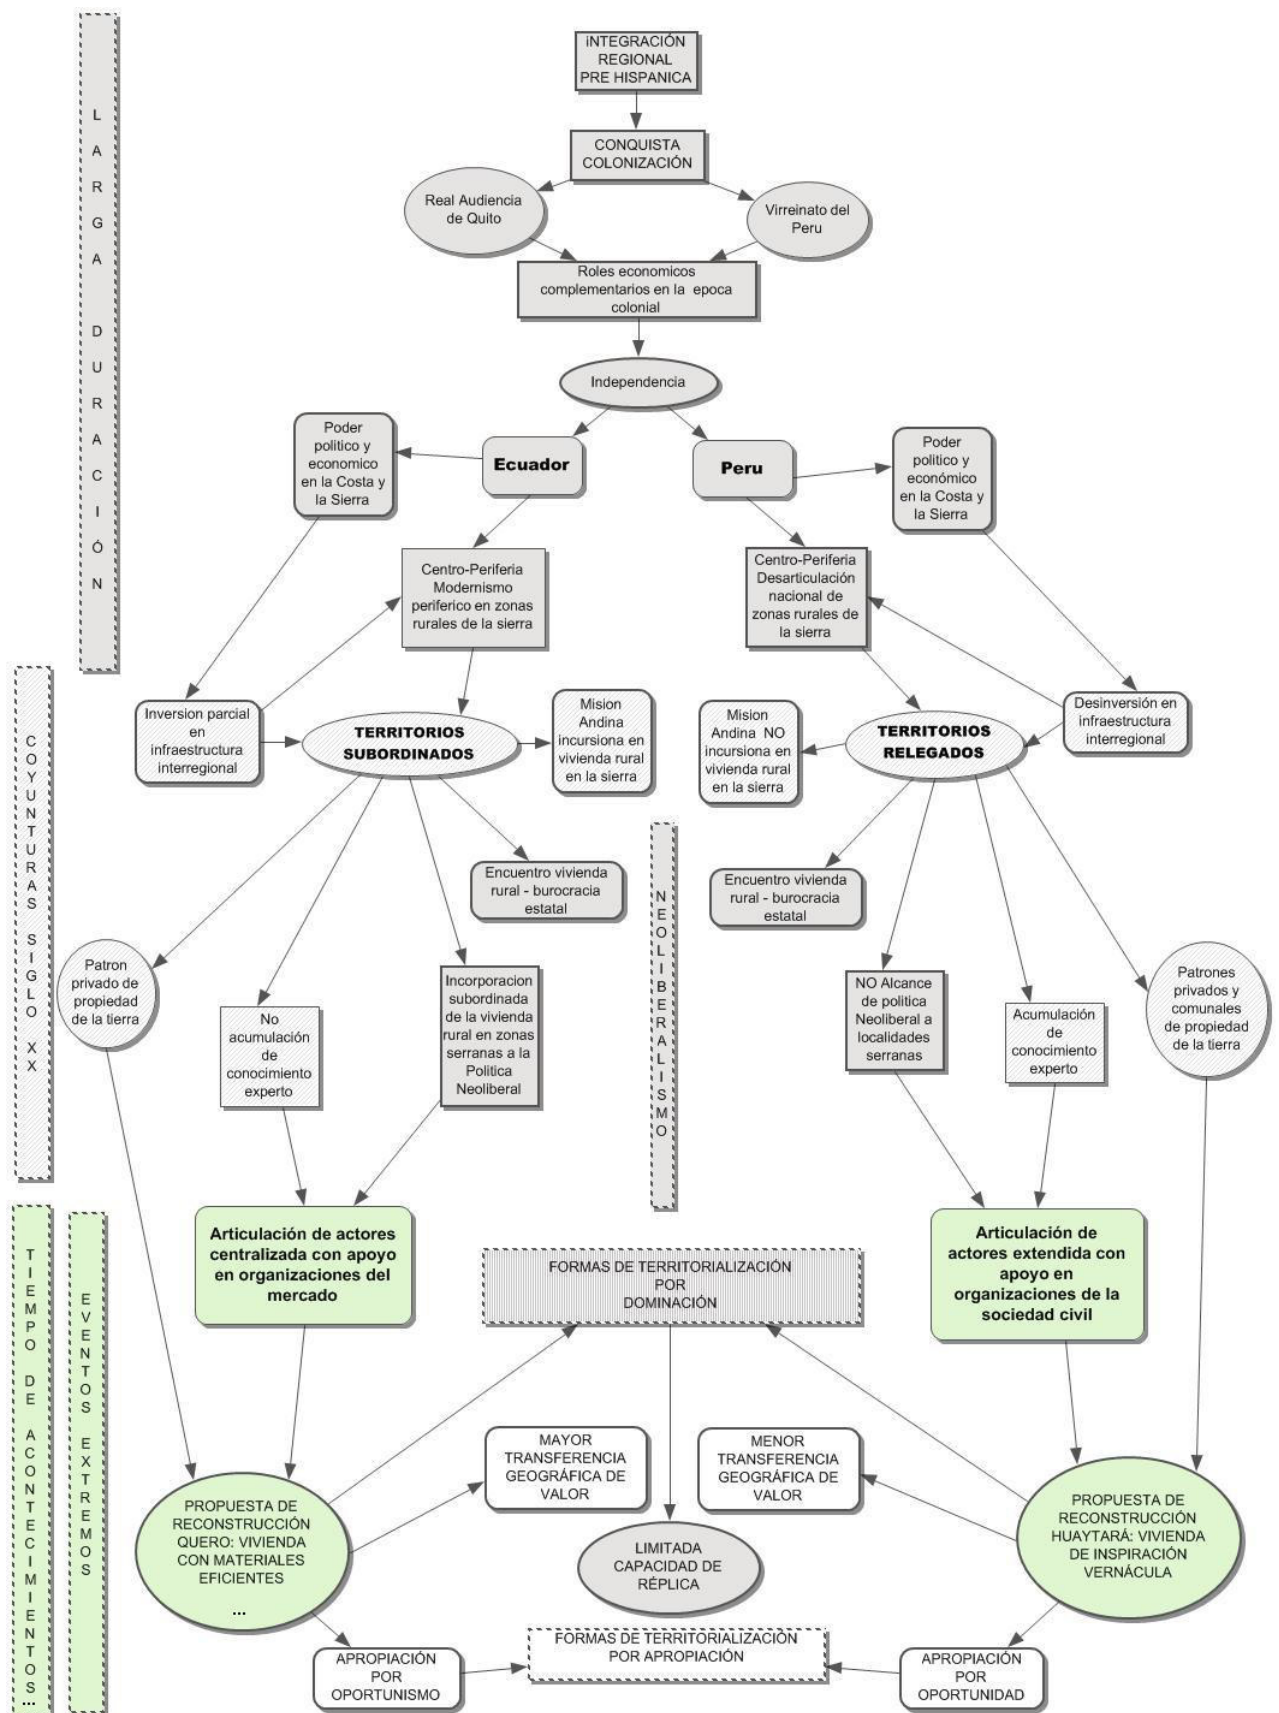 LARGA DURACIÓN
iNTEGRACIÓN
REGIONAL
PRE HISPANICA
CONQUISTA
COLONIZACIÓN
Real Audiencia
de Quito
Virreinato del
Peru
Roles economicos
complementarios en la epoca
colonial
Independencia
Poder
politico y
economico
en la Costa y
la Sierra
Ecuador
Peru
Poder
politico y
económico
en la Costa y
la Sierra
Centro-Periferia
Modernismo
periferico en zonas
rurales de la sierra
Centro-Periferia
Desarticulación
nacional de
zonas rurales de
la sierra
COYUNTURAS SIGLO XX
Inversion parcial
en
infraestructura
interregional
TERRITORIOS
SUBORDINADOS
Mision
Andina
incursiona en
vivienda rural
en la sierra
Mision
Andina NO
incursiona en
vivienda rural
en la sierra
TERRITORIOS
RELEGADOS
Desinversión en
infraestructura
interregional
NEOLIBERALISMO
Encuentro vivienda
rural - burocracia
estatal
Encuentro vivienda
rural - burocracia
estatal
Patron
privado de
propiedad
de la tierra
No
acumulación
de
conocimiento
experto
Incorporacion
subordinada
de la vivienda
rural en zonas
serranas a la
Politica
Neoliberal
NO Alcance
de politica
Neoliberal a
localidades
serranas
Acumulación
de
conocimiento
experto
Patrones
privados y
comunales
de propiedad
de la tierra
TIEMPO DE ACONTECIMIENTOS...
EVENTOS EXTREMOS
Articulación de actores
centralizada con apoyo
en organizaciones del
mercado
FORMAS DE TERRITORIALIZACIÓN
POR
DOMINACIÓN
Articulación de
actores extendida con
apoyo en
organizaciones de la
sociedad civil
MAYOR
TRANSFERENCIA
GEOGRÁFICA DE
VALOR
MENOR
TRANSFERENCIA
GEOGRÁFICA DE
VALOR
PROPUESTA DE
RECONSTRUCCIÓN
QUERO: VIVIENDA
CON MATERIALES
EFICIENTES
...
LIMITADA
CAPACIDAD DE
RÉPLICA
PROPUESTA DE
RECONSTRUCCIÓN
HUAYTARÁ: VIVIENDA
DE INSPIRACIÓN
VERNÁCULA
APROPIACIÓN
POR
OPORTUNISMO
FORMAS DE TERRITORIALIZACIÓN
POR APROPIACIÓN
APROPIACIÓN
POR
OPORTUNIDAD